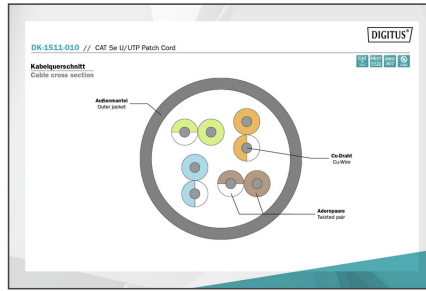 DIGITUS®
DK-1511-010 // CAT 5e U/UTP Patch Cord
Kabelquerschnitt
Cable cross section
Außenmantel
Outer jacket
Cu-Draht
Cu-Wire
Adernpaare
Twisted pair